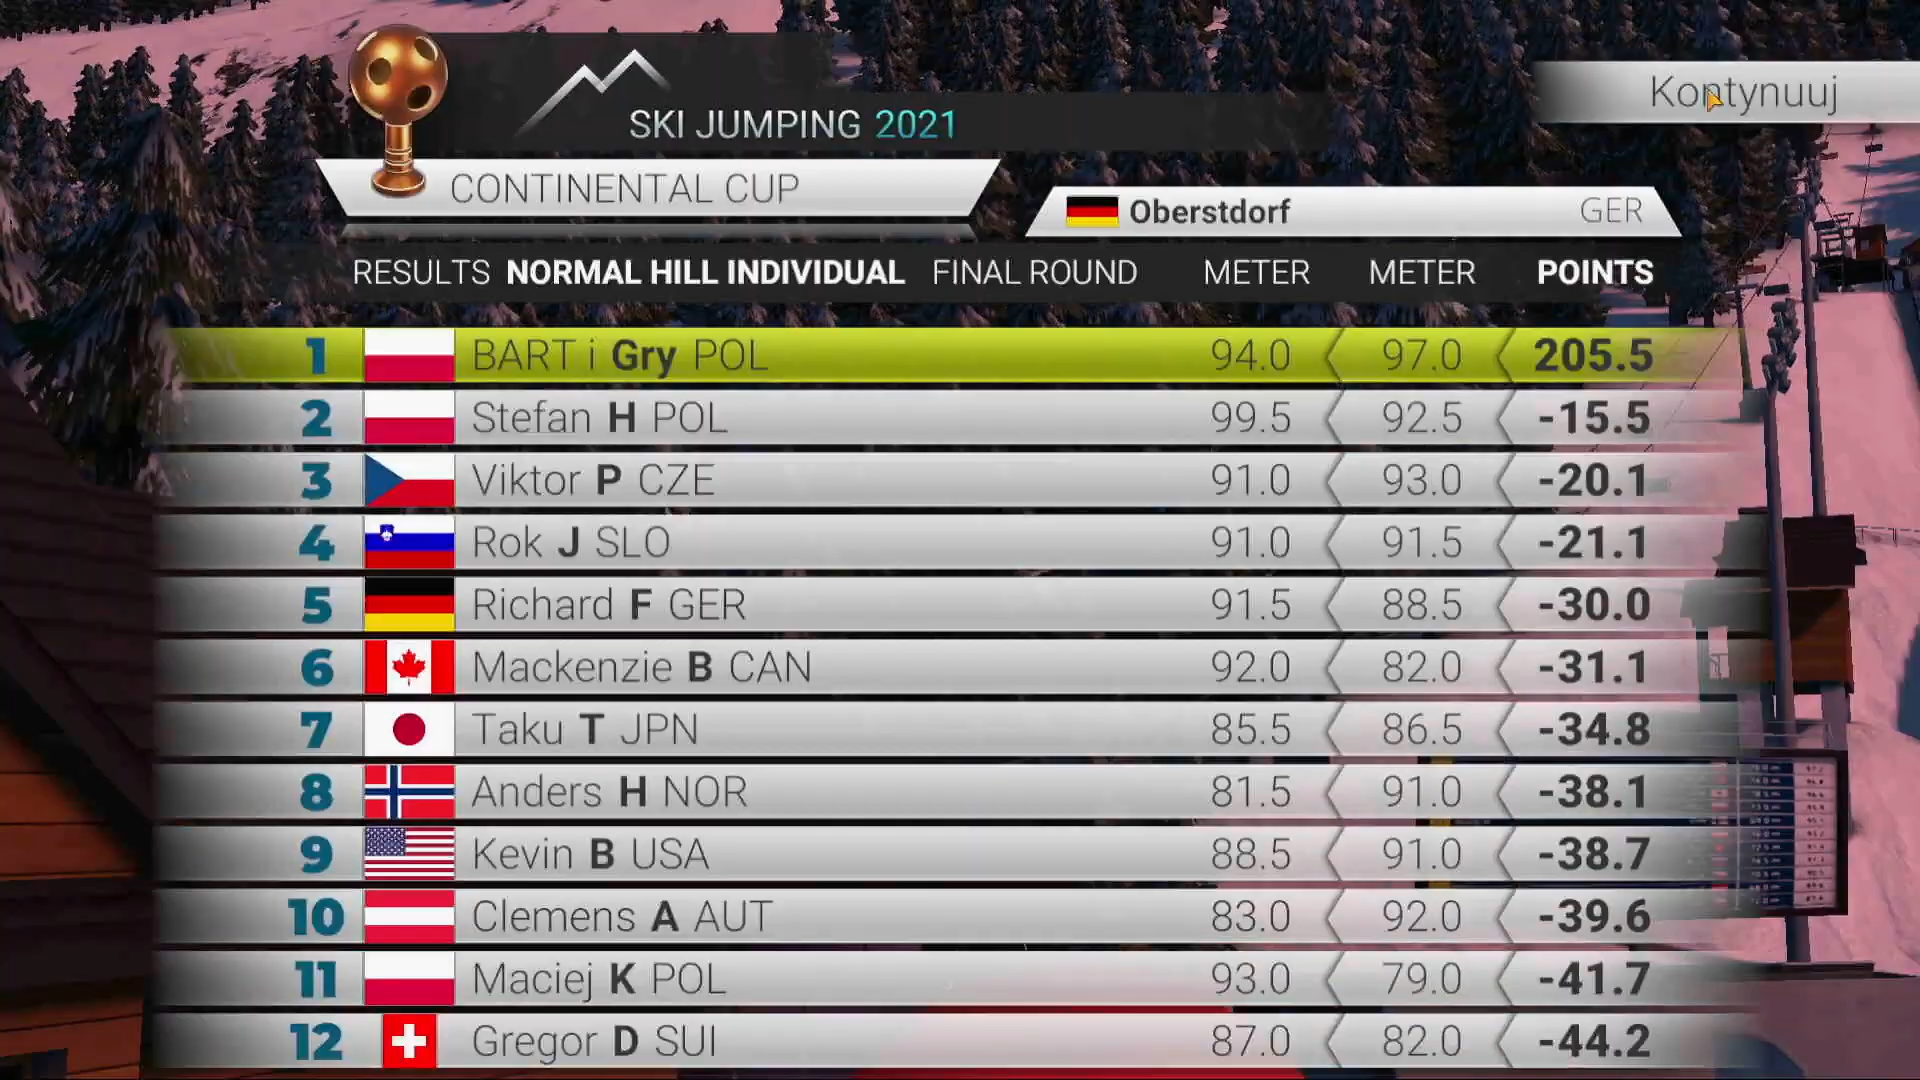 SKI JUMPING 2021
Kontynuuj
CONTINENTAL CUP
Oberstdorf GER
RESULTS NORMAL HILL INDIVIDUAL FINAL ROUND METER METER POINTS
1 BART i Gry POL 94.0 97.0 205.5
2 Stefan H POL 99.5 92.5 -15.5
3 Viktor P CZE 91.0 93.0 -20.1
4 Rok J SLO 91.0 91.5 -21.1
5 Richard F GER 91.5 88.5 -30.0
6 Mackenzie B CAN 92.0 82.0 -31.1
7 Taku T JPN 85.5 86.5 -34.8
8 Anders H NOR 81.5 91.0 -38.1
9 Kevin B USA 88.5 91.0 -38.7
10 Clemens A AUT 83.0 92.0 -39.6
11 Maciej K POL 93.0 79.0 -41.7
12 Gregor D SUI 87.0 82.0 -44.2